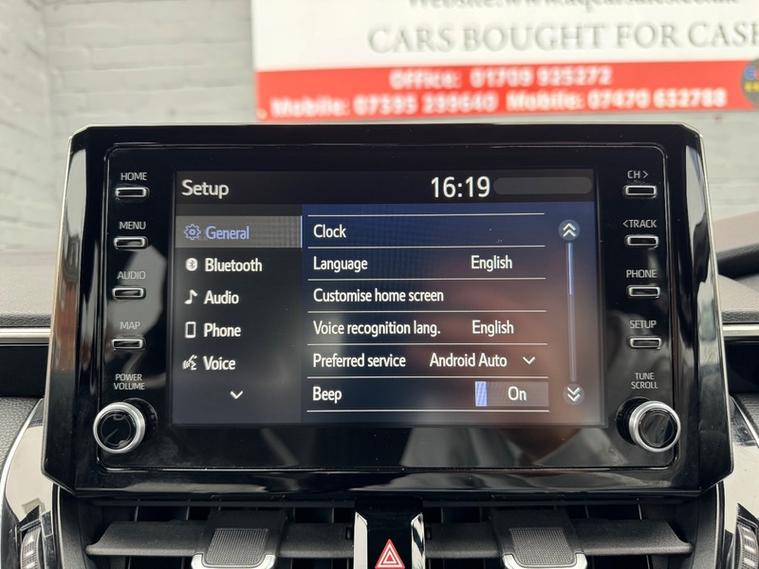 CARS BOUGHT FOR CASH
Office: 01709 925272
Mobile: 07395 299640 Mobile: 07470 632788
HOME
MENU
AUDIO
MAP
POWER
VOLUME
Setup
16:19
General
Bluetooth
Audio
Phone
Voice
Clock
Language English
Customise home screen
Voice recognition lang. English
Preferred service Android Auto
Beep On
CH >
< TRACK
PHONE
SETUP
TUNE
SCROLL